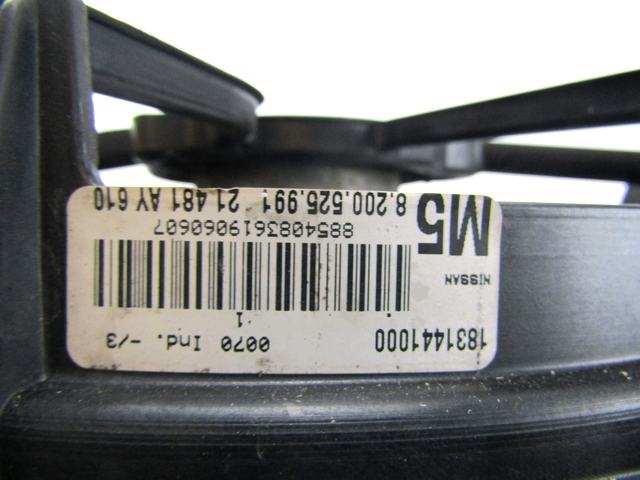 1831441000 0070 Ind. -/3
1
NISSAN
8854083619060607
M5 8.200.525.991 21 481 AY 610